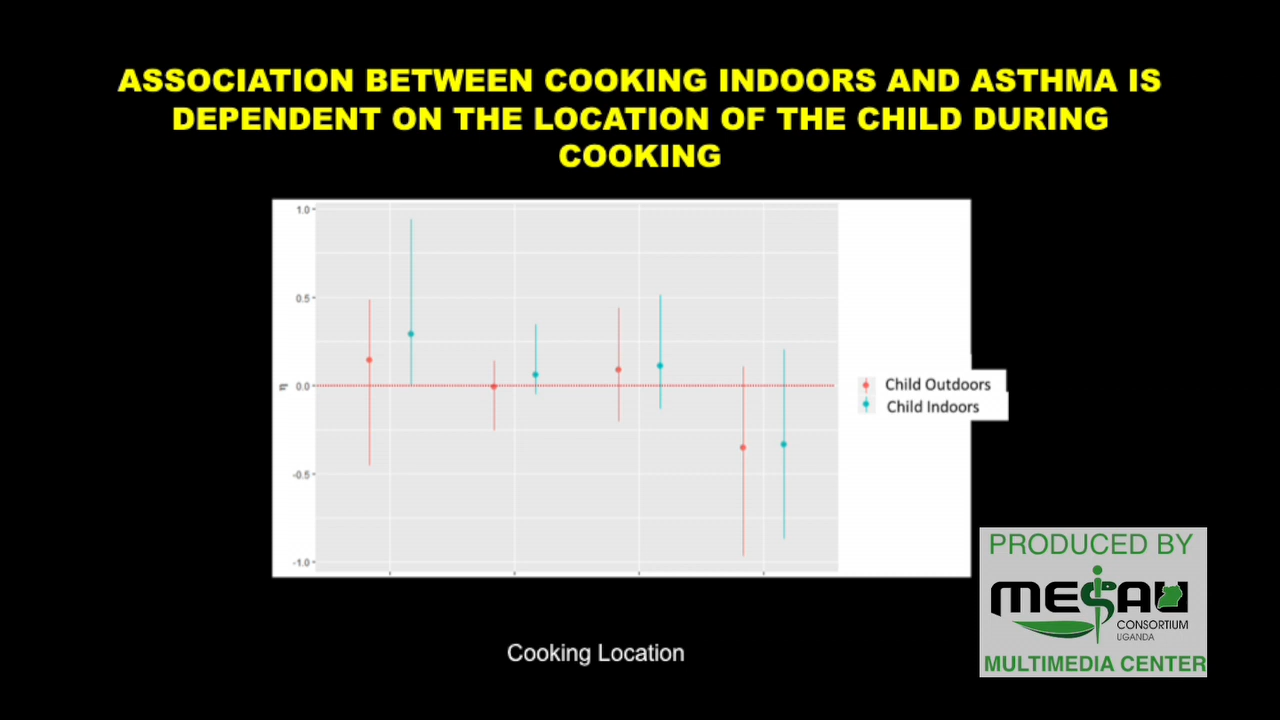 ASSOCIATION BETWEEN COOKING INDOORS AND ASTHMA IS
DEPENDENT ON THE LOCATION OF THE CHILD DURING
COOKING
1.0
0.5
0.0
-0.5
-1.0
η
Child Outdoors
Child Indoors
Cooking Location
PRODUCED BY
MESAU
CONSORTIUM
UGANDA
MULTIMEDIA CENTER